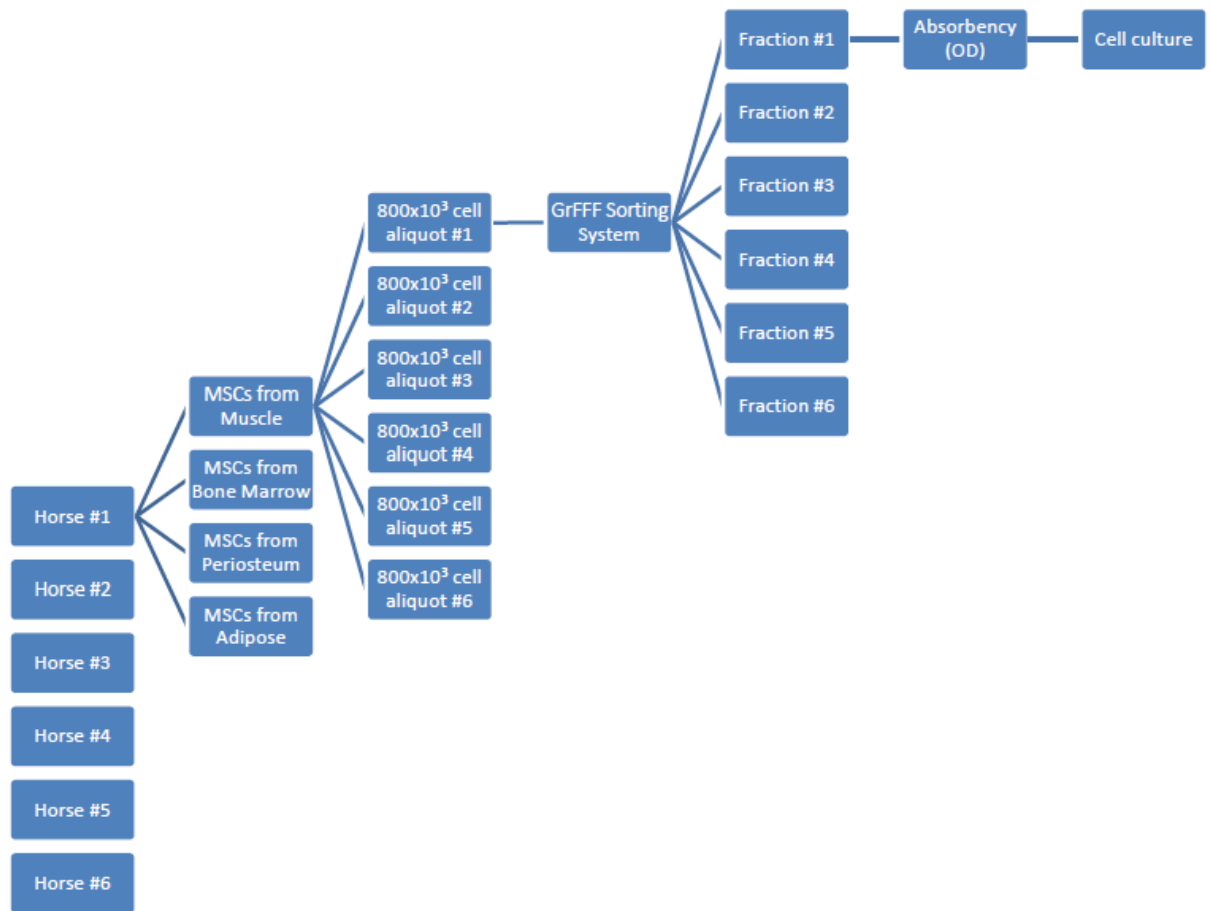 Horse #1
Horse #2
Horse #3
Horse #4
Horse #5
Horse #6
MSCs from
Muscle
MSCs from
Bone Marrow
MSCs from
Periosteum
MSCs from
Adipose
800x10³ cell
aliquot #1
800x10³ cell
aliquot #2
800x10³ cell
aliquot #3
800x10³ cell
aliquot #4
800x10³ cell
aliquot #5
800x10³ cell
aliquot #6
GrFFF Sorting
System
Fraction #1
Fraction #2
Fraction #3
Fraction #4
Fraction #5
Fraction #6
Absorbency
(OD)
Cell culture